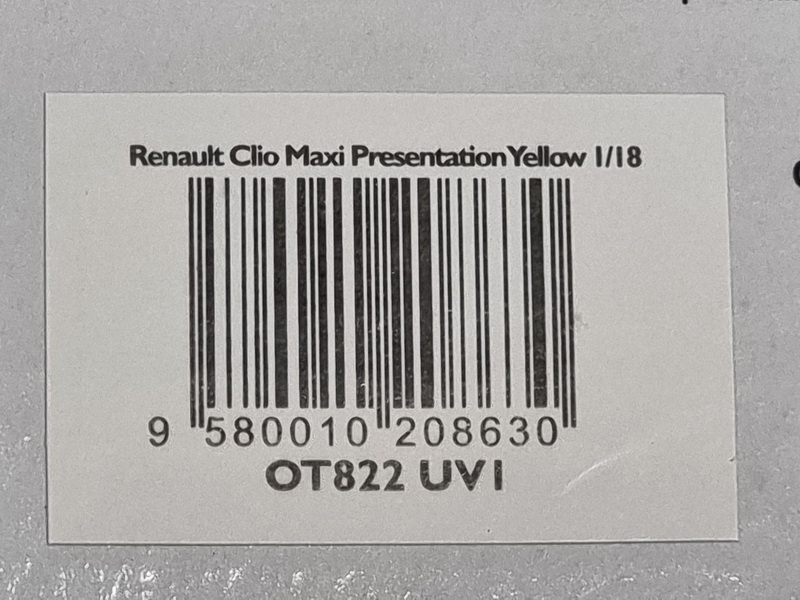 Renault Clio Maxi Presentation Yellow 1/18
9 580010 208630
OT822 UV1